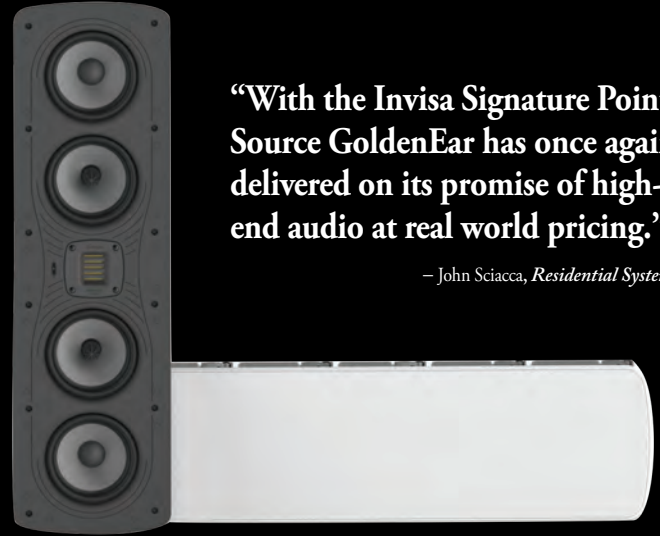 “With the Invisa Signature Poin
Source GoldenEar has once agai
delivered on its promise of high-
end audio at real world pricing.”
– John Sciacca, Residential Syste